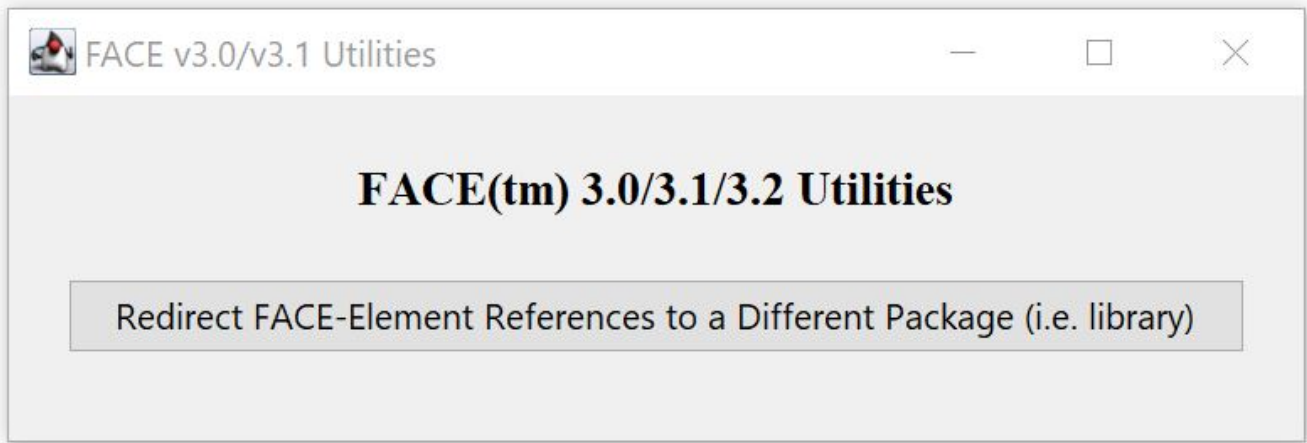 FACE v3.0/v3.1 Utilities
FACE(tm) 3.0/3.1/3.2 Utilities
Redirect FACE-Element References to a Different Package (i.e. library)